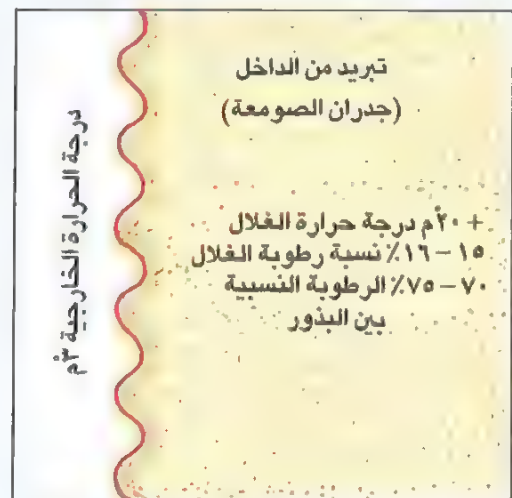 تبريد من الداخل
(جدران الصومعة)
+ ٢٠°م درجة حرارة الغلال
١٥ – ١٦٪ نسبة رطوبة الغلال
٧٠ – ٧٥٪ الرطوبة النسبية
بين البذور
درجة الحرارة الخارجية ٣°م